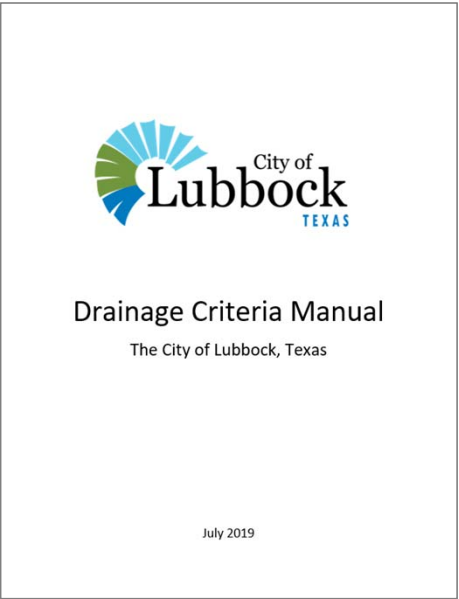 City of
Lubbock
TEXAS
Drainage Criteria Manual
The City of Lubbock, Texas
July 2019